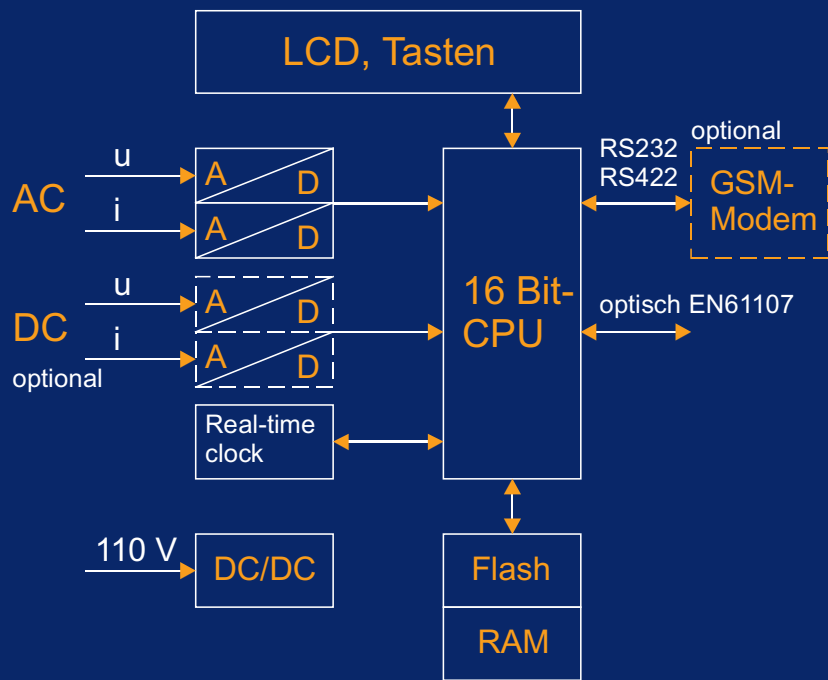 LCD, Tasten
AC
u
i
A
D
A
D
DC
optional
u
i
A
D
A
D
Real-time
clock
110 V
DC/DC
16 Bit-
CPU
Flash
RAM
RS232
RS422
optional
GSM-
Modem
optisch EN61107